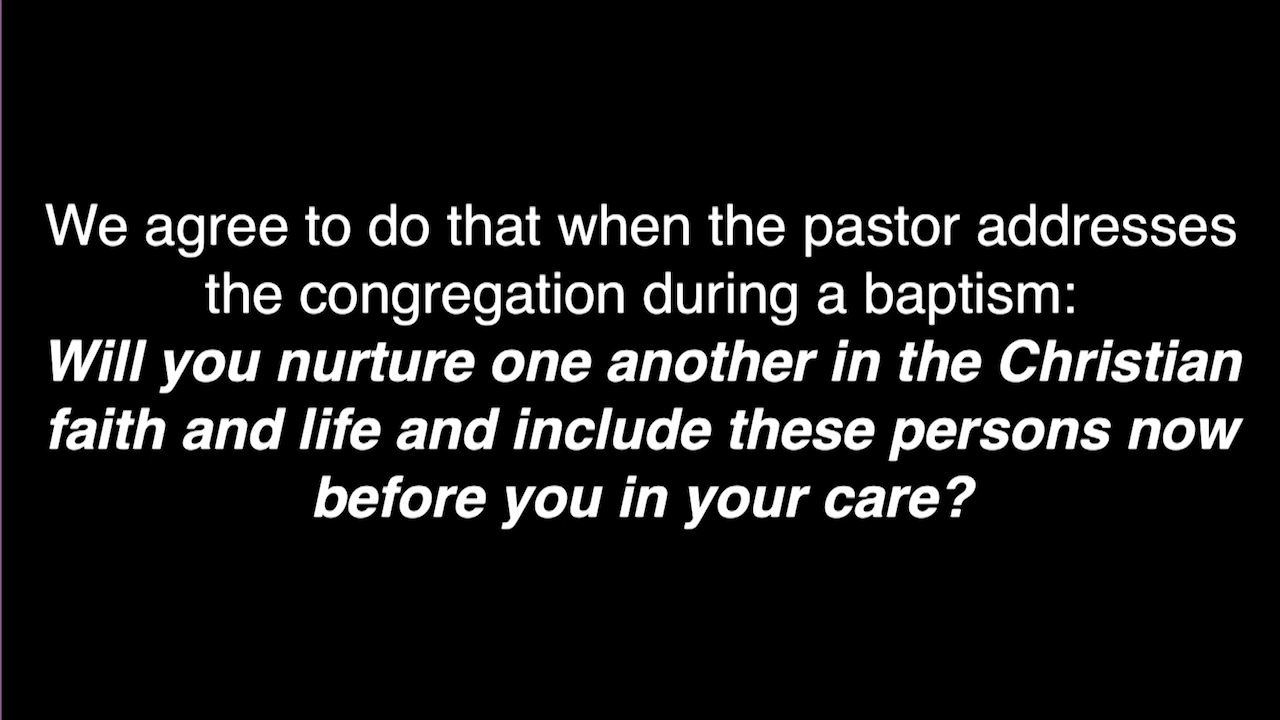 We agree to do that when the pastor addresses
the congregation during a baptism:
Will you nurture one another in the Christian
faith and life and include these persons now
before you in your care?